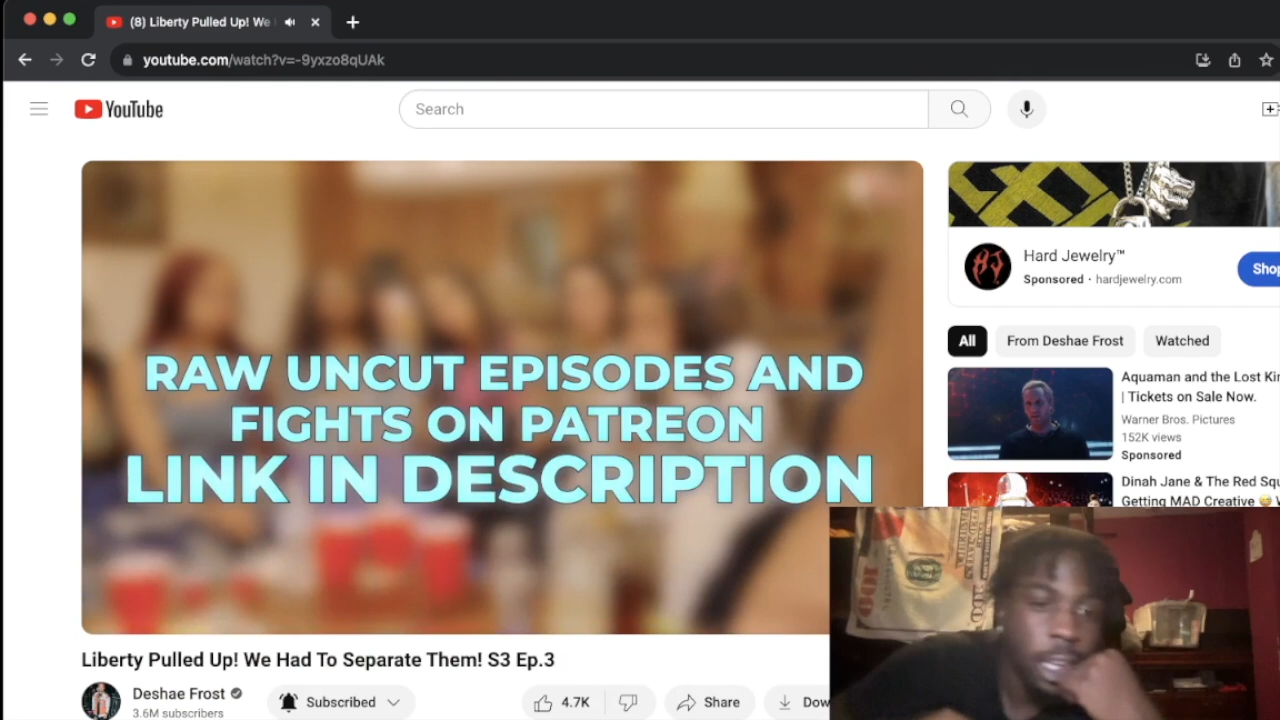 (8) Liberty Pulled Up! We
youtube.com/watch?v=-9yxzo8qUAk
YouTube
Search
RAW UNCUT EPISODES AND
FIGHTS ON PATREON
LINK IN DESCRIPTION
Hard Jewelry™
Sponsored · hardjewelry.com
Shop
All
From Deshae Frost
Watched
Aquaman and the Lost Kin
| Tickets on Sale Now.
Warner Bros. Pictures
152K views
Sponsored
Dinah Jane & The Red Squ
Getting MAD Creative 😅
Liberty Pulled Up! We Had To Separate Them! S3 Ep.3
Deshae Frost
3.6M subscribers
Subscribed
4.7K
Share
Dow
100